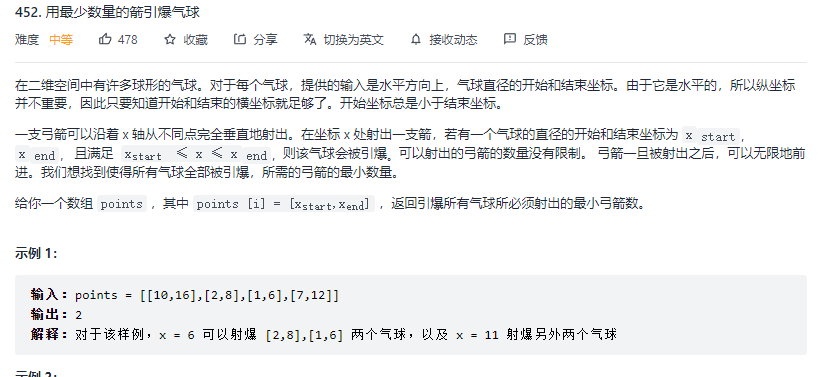 452. 用最少数量的箭引爆气球
难度 中等 478 收藏 分享 切换为英文 接收动态 反馈
在二维空间中有许多球形的气球。对于每个气球，提供的输入是水平方向上，气球直径的开始和结束坐标。由于它是水平的，所以纵坐标
并不重要，因此只要知道开始和结束的横坐标就足够了。开始坐标总是小于结束坐标。
一支弓箭可以沿着 x 轴从不同点完全垂直地射出。在坐标 x 处射出一支箭，若有一个气球的直径的开始和结束坐标为 x start，
x end， 且满足 xstart ≤ x ≤ x end，则该气球会被引爆。可以射出的弓箭的数量没有限制。 弓箭一旦被射出之后，可以无限地前
进。我们想找到使得所有气球全部被引爆，所需的弓箭的最小数量。
给你一个数组 points ，其中 points [i] = [xstart,xend] ，返回引爆所有气球所必须射出的最小弓箭数。
示例 1：
输入：points = [[10,16],[2,8],[1,6],[7,12]]
输出：2
解释：对于该样例，x = 6 可以射爆 [2,8],[1,6] 两个气球，以及 x = 11 射爆另外两个气球